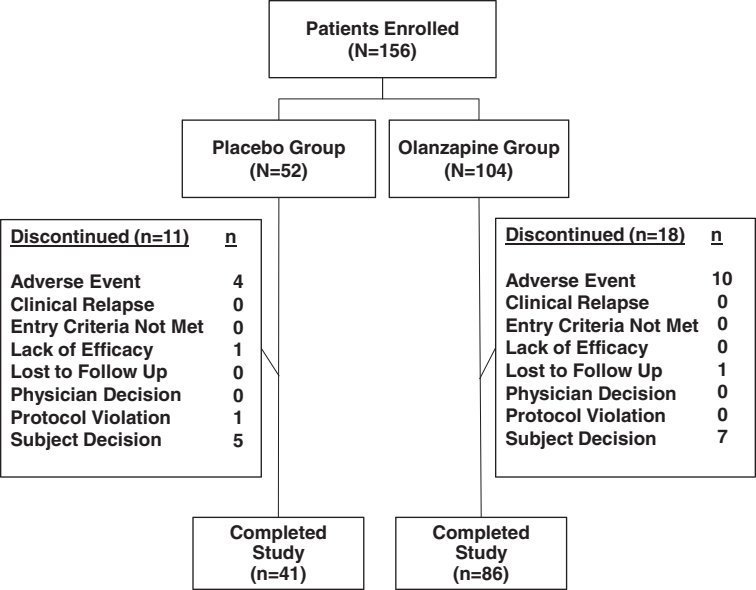 Patients Enrolled
(N=156)
Placebo Group
(N=52)
Olanzapine Group
(N=104)
Discontinued (n=11) n
Adverse Event 4
Clinical Relapse 0
Entry Criteria Not Met 0
Lack of Efficacy 1
Lost to Follow Up 0
Physician Decision 0
Protocol Violation 1
Subject Decision 5
Discontinued (n=18) n
Adverse Event 10
Clinical Relapse 0
Entry Criteria Not Met 0
Lack of Efficacy 0
Lost to Follow Up 1
Physician Decision 0
Protocol Violation 0
Subject Decision 7
Completed
Study
(n=41)
Completed
Study
(n=86)